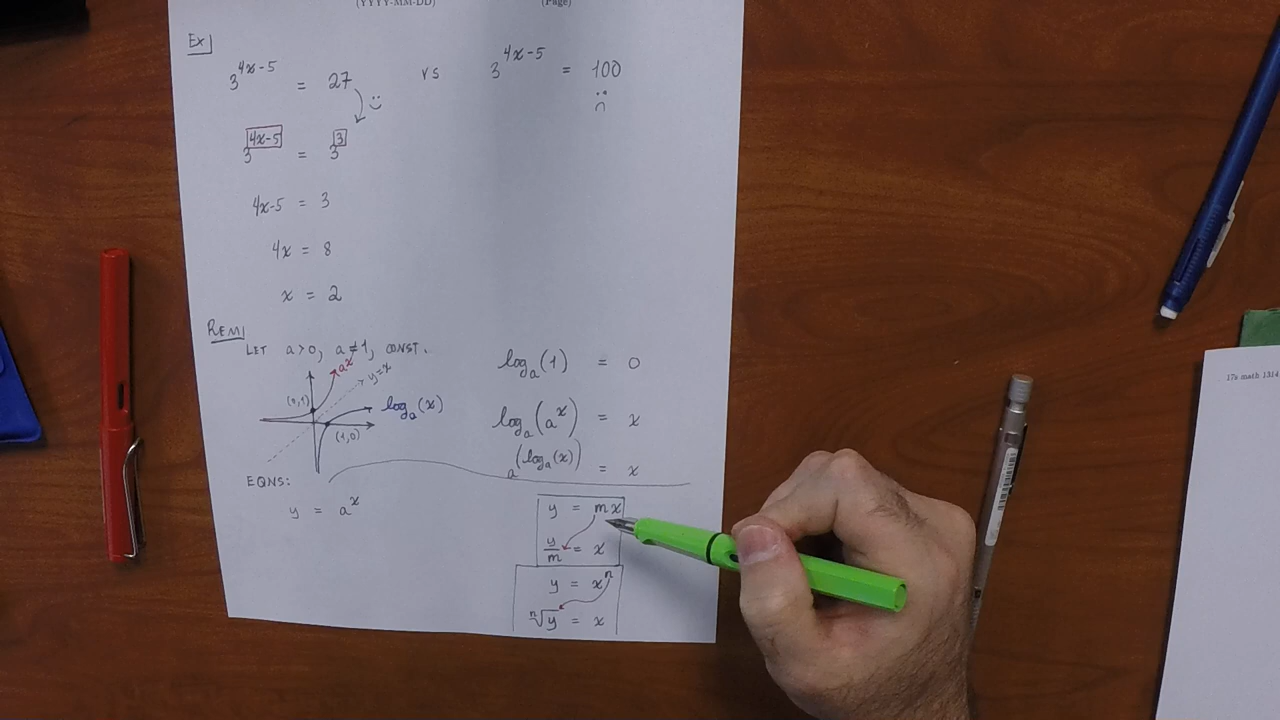 (YYYY-MM-DD) (Page)
Ex|
3^{4x-5} = 27 vs 3^{4x-5} = 100
3^{4x-5} = 3^{3}
4x-5 = 3
4x = 8
x = 2
REM|
LET a>0, a≠1, CONST.
a^x
y=x
(0,1)
log_a(x)
(1,0)
log_a(1) = 0
log_a(a^x) = x
a^(log_a(x)) = x
EQNS:
y = a^x
y = mx
y/m = x
y = x^n
ⁿ√y = x
17s math 1314